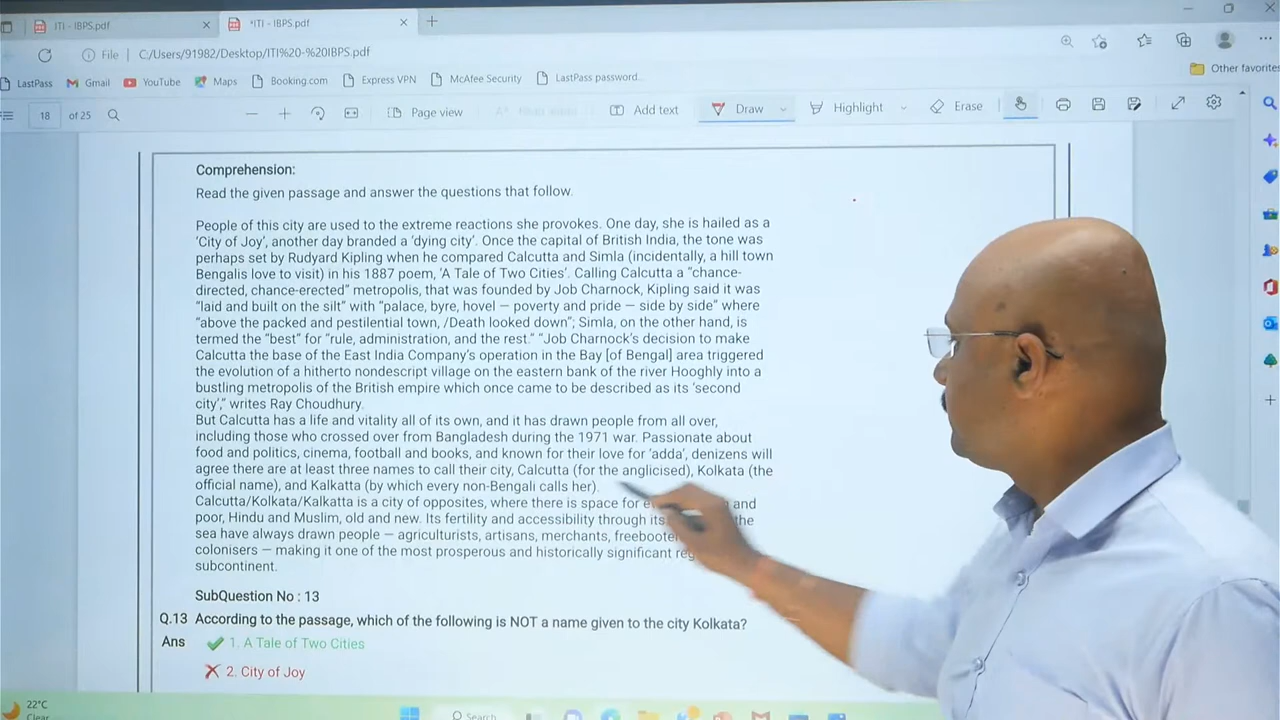 ITI - IBPS.pdf
*ITI - IBPS.pdf
File
C:/Users/91982/Desktop/ITI%20-%20IBPS.pdf
LastPass
Gmail
YouTube
Maps
Booking.com
Express VPN
McAfee Security
LastPass password..
Other favorites
18 of 25
Page view
Add text
Draw
Highlight
Erase
Comprehension:
Read the given passage and answer the questions that follow.
People of this city are used to the extreme reactions she provokes. One day, she is hailed as a
'City of Joy', another day branded a 'dying city'. Once the capital of British India, the tone was
perhaps set by Rudyard Kipling when he compared Calcutta and Simla (incidentally, a hill town
Bengalis love to visit) in his 1887 poem, 'A Tale of Two Cities'. Calling Calcutta a “chance-
directed, chance-erected” metropolis, that was founded by Job Charnock, Kipling said it was
“laid and built on the silt” with “palace, byre, hovel — poverty and pride — side by side” where
“above the packed and pestilential town, /Death looked down”; Simla, on the other hand, is
termed the “best” for “rule, administration, and the rest.” “Job Charnock's decision to make
Calcutta the base of the East India Company's operation in the Bay [of Bengal] area triggered
the evolution of a hitherto nondescript village on the eastern bank of the river Hooghly into a
bustling metropolis of the British empire which once came to be described as its 'second
city',” writes Ray Choudhury.
But Calcutta has a life and vitality all of its own, and it has drawn people from all over,
including those who crossed over from Bangladesh during the 1971 war. Passionate about
food and politics, cinema, football and books, and known for their love for 'adda', denizens will
agree there are at least three names to call their city, Calcutta (for the anglicised), Kolkata (the
official name), and Kalkatta (by which every non-Bengali calls her).
Calcutta/Kolkata/Kalkatta is a city of opposites, where there is space for and
poor, Hindu and Muslim, old and new. Its fertility and accessibility through its the
sea have always drawn people — agriculturists, artisans, merchants,
colonisers — making it one of the most prosperous and historically significant
subcontinent.
SubQuestion No : 13
Q.13 According to the passage, which of the following is NOT a name given to the city Kolkata?
Ans
1. A Tale of Two Cities
2. City of Joy
22°C
Clear
Search